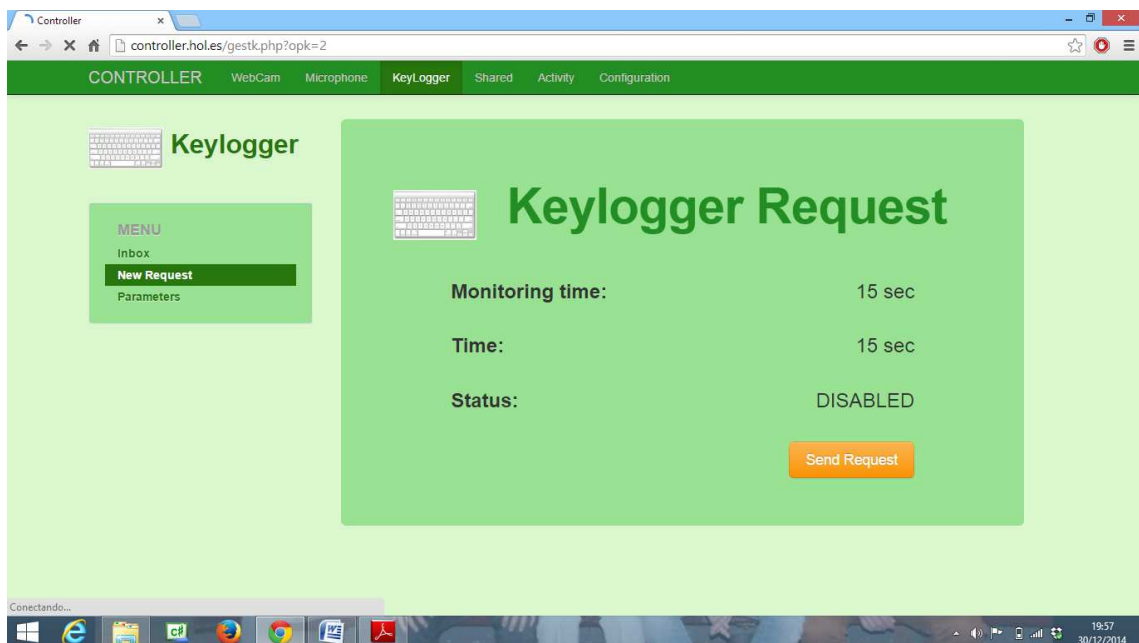 Controller
controller.hol.es/gestk.php?opk=2
CONTROLLER WebCam Microphone KeyLogger Shared Activity Configuration
Keylogger
MENU
Inbox
New Request
Parameters
Keylogger Request
Monitoring time: 15 sec
Time: 15 sec
Status: DISABLED
Send Request
Conectando...
C#
19:57
30/12/2014